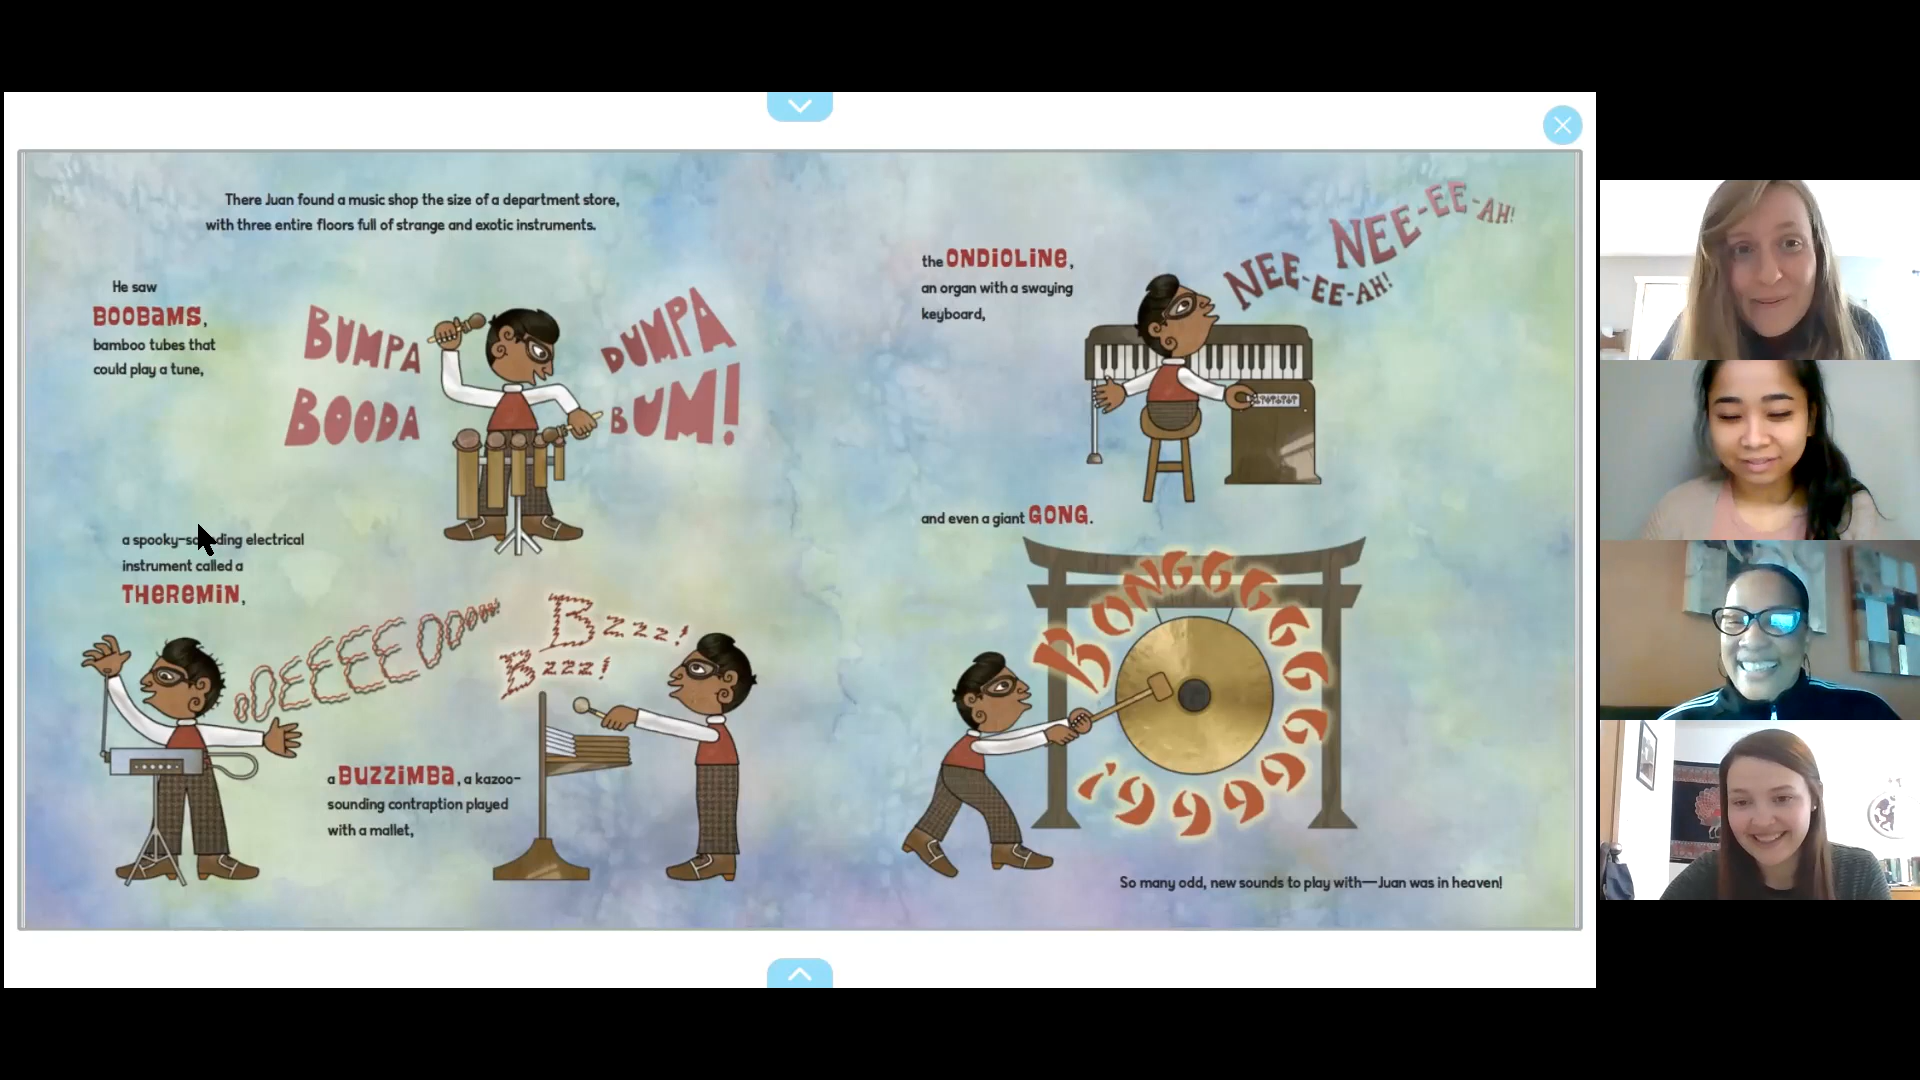 There Juan found a music shop the size of a department store,
with three entire floors full of strange and exotic instruments.
He saw
BOOBAMS,
bamboo tubes that
could play a tune,
BUMPA
BOODA
DUMPA
BUM!
a spooky-sounding electrical
instrument called a
THEREMIN,
Bzzz!
Bzzz!
a BUZZIMBA, a kazoo-
sounding contraption played
with a mallet,
the ONDIOLINE,
an organ with a swaying
keyboard,
NEE-EE-AH!
NEE-EE-AH!
and even a giant GONG.
So many odd, new sounds to play with—Juan was in heaven!